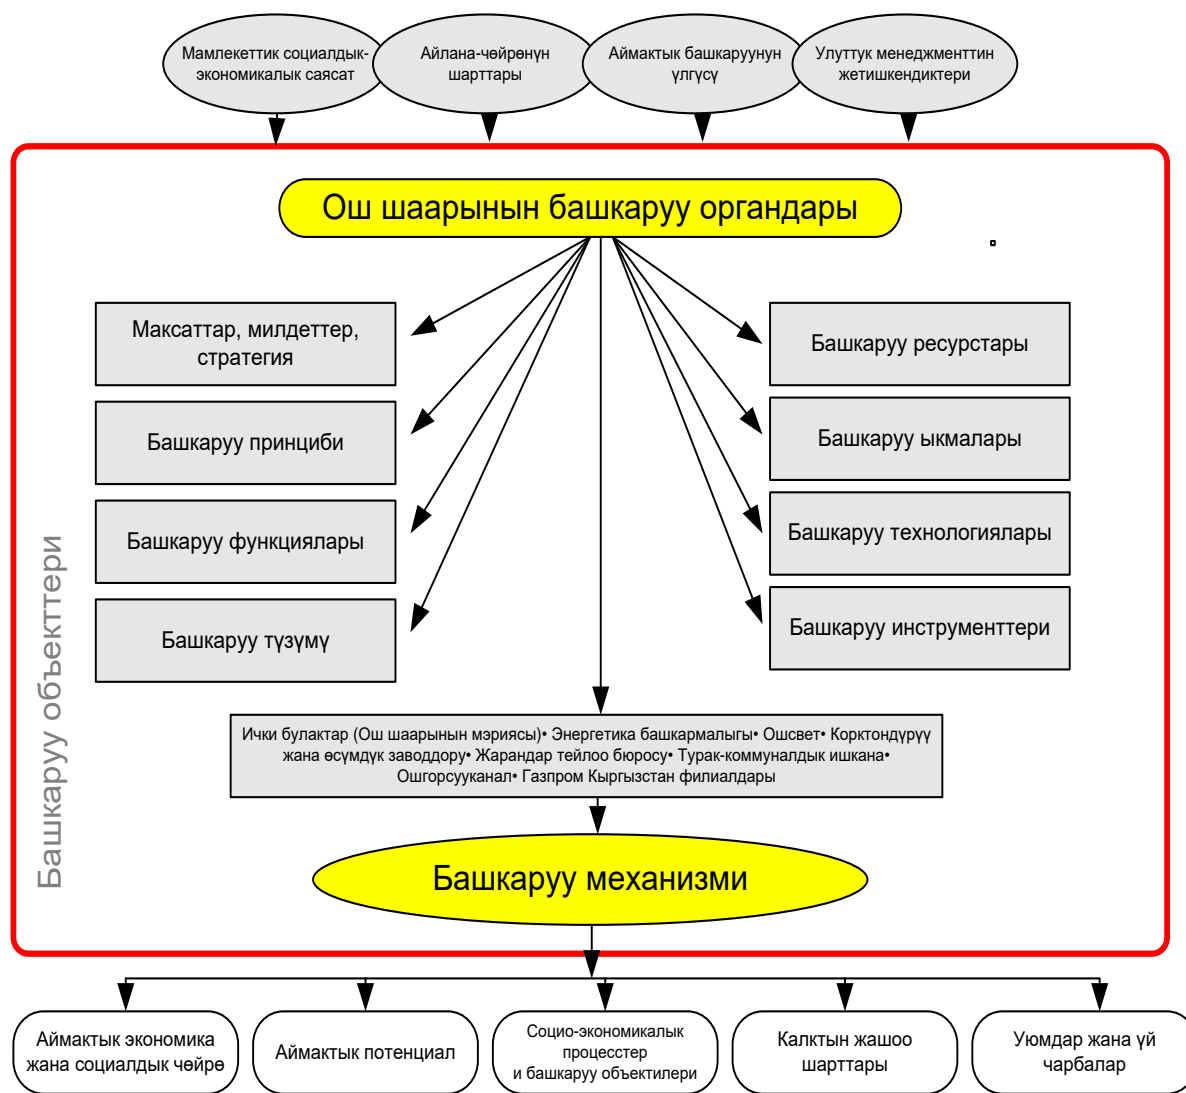 Мамлекеттик социалдык-
экономикалык саясат
Айлана-чөйрөнүн
шарттары
Аймактык башкаруунун
үлгүсү
Улуттук менеджменттин
жетишкендиктери
Ош шаарынын башкаруу органдары
Максаттар, милдеттер,
стратегия
Башкаруу ресурстары
Башкаруу принциби
Башкаруу ыкмалары
Башкаруу функциялары
Башкаруу технологиялары
Башкаруу түзүмү
Башкаруу инструменттери
Башкаруу объекттери
Ички булактар (Ош шаарынын мэриясы)• Энергетика башкармалыгы• Ошсвет• Корктондүрүү
жана өсүмдүк заводдору• Жарандар тейлоо бюросу• Турак-коммуналдык ишкана•
Ошгорсууканал• Газпром Кыргызстан филиалдары
Башкаруу механизми
Аймактык экономика
жана социалдык чөйрө
Аймактык потенциал
Социо-экономикалык
процесстер
и башкаруу объектилери
Калктын жашоо
шарттары
Уюмдар жана үй
чарбалар